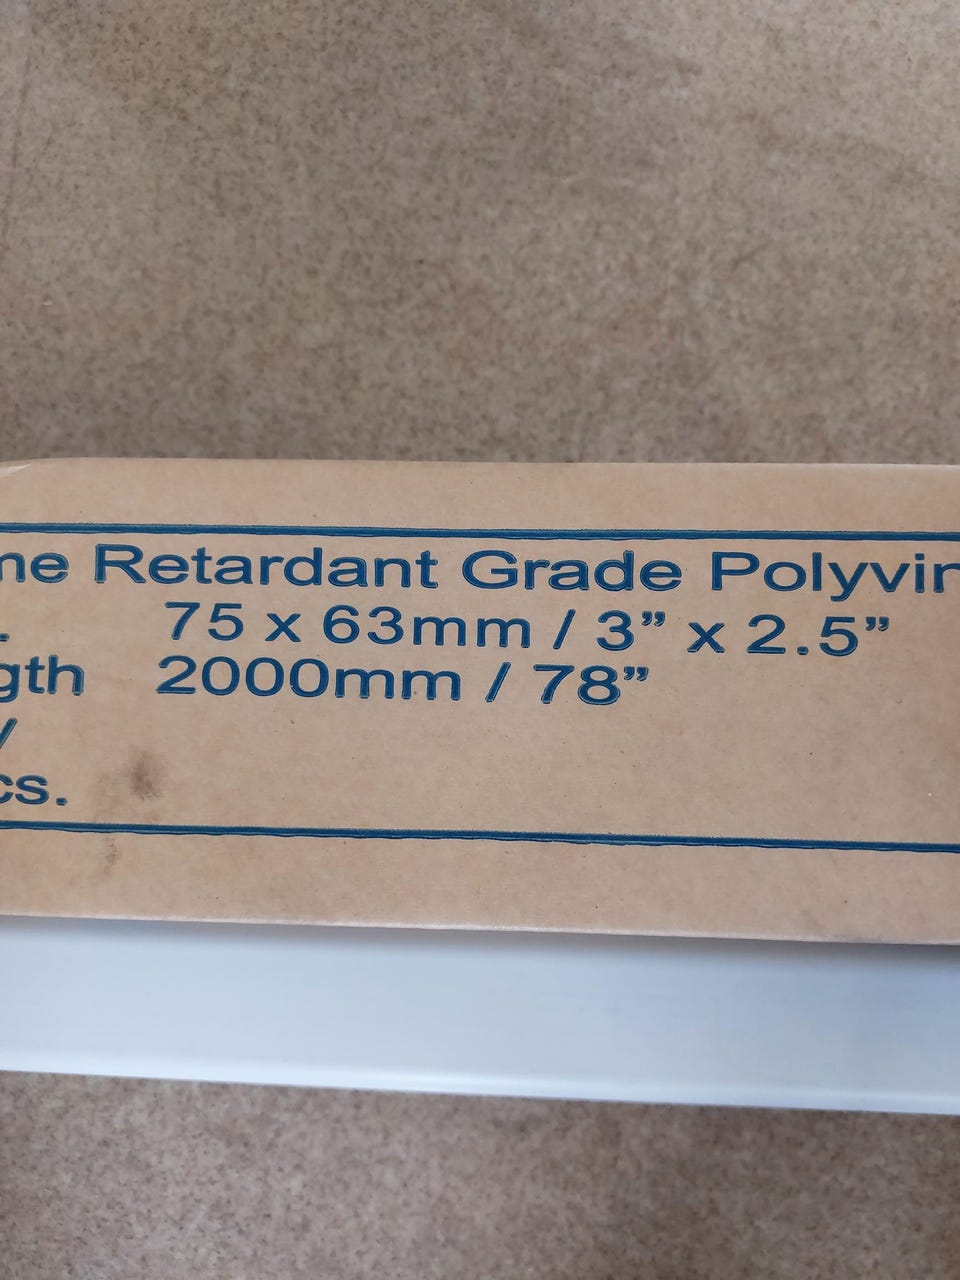 me Retardant Grade Polyvin
. 75 x 63mm / 3” x 2.5”
gth 2000mm / 78”
/
cs.